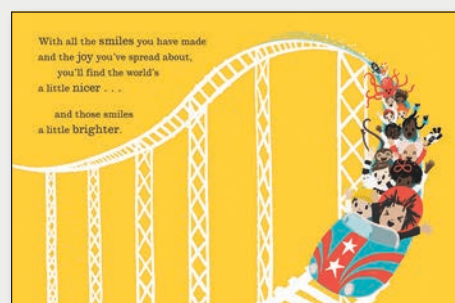 With all the smiles you have made
and the joy you've spread about,
you'll find the world's
a little nicer . . .
and those smiles
a little brighter.